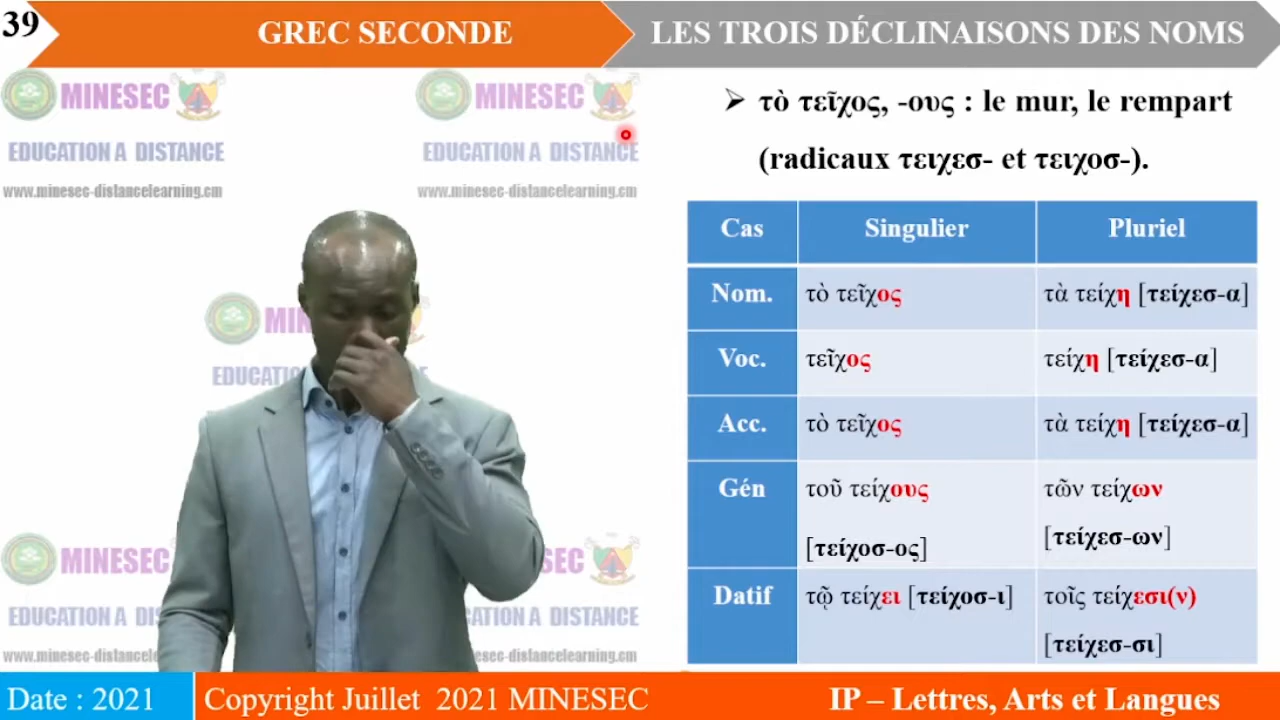 39
GREC SECONDE
LES TROIS DÉCLINAISONS DES NOMS
MINESEC
MINESEC
EDUCATION A DISTANCE
EDUCATION A DISTANCE
www.minesec-distancelearning.cm
www.minesec-distancelearning.cm
➢ τὸ τεῖχος, -ους : le mur, le rempart
(radicaux τειχεσ- et τειχοσ-).
Cas Singulier Pluriel
Nom. τὸ τεῖχος τὰ τείχη [τείχεσ-α]
Voc. τεῖχος τείχη [τείχεσ-α]
Acc. τὸ τεῖχος τὰ τείχη [τείχεσ-α]
Gén τοῦ τείχους τῶν τείχων
[τείχοσ-ος] [τείχεσ-ων]
Datif τῷ τείχει [τείχοσ-ι] τοῖς τείχεσι(ν)
[τείχεσ-σι]
MINESEC
EDUCATION A DISTANCE
www.minesec-distancele
Date : 2021
Copyright Juillet 2021 MINESEC
IP – Lettres, Arts et Langues